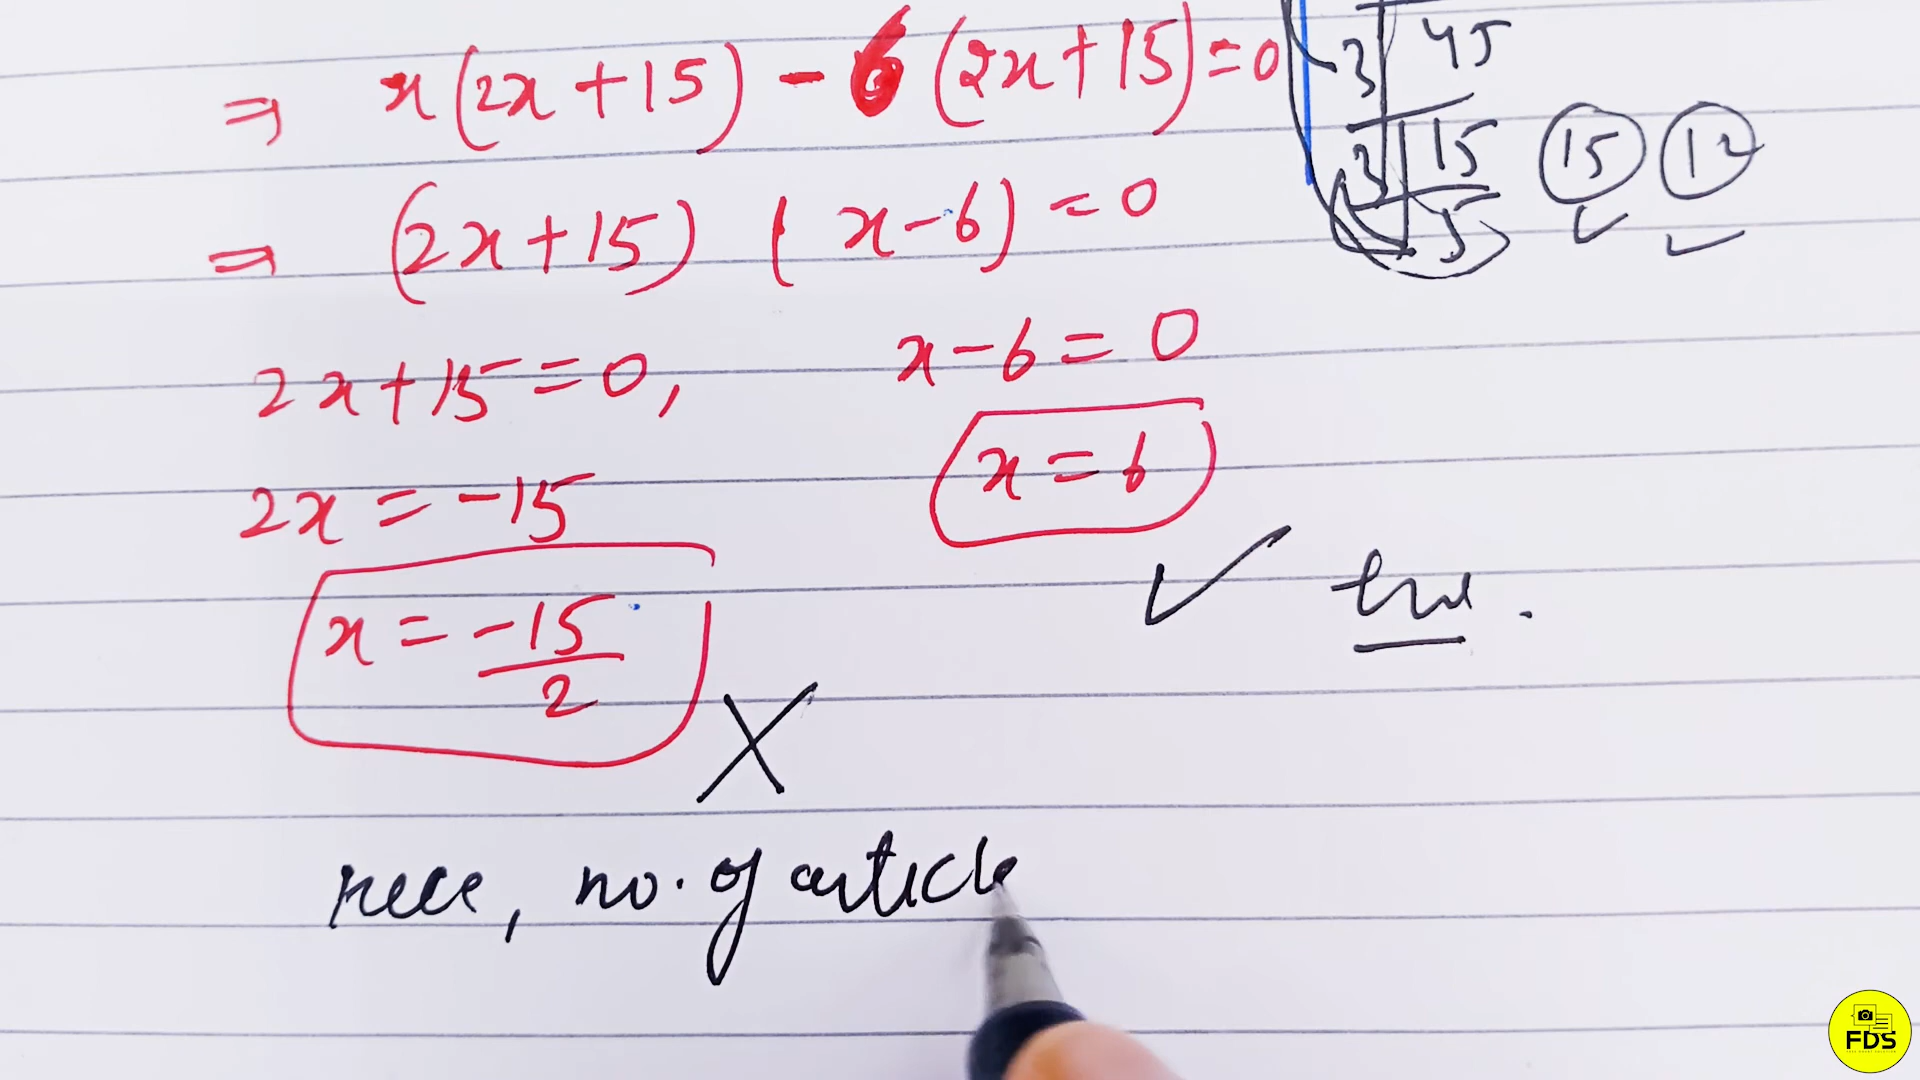 ⇒ x(2x+15) - 6(2x+15)=0
⇒ (2x+15) (x-6) = 0
2x+15=0, x-6=0
2x = -15 x=6
x = -15/2
no. of article
3 45
3 15 15 12
5
FDS